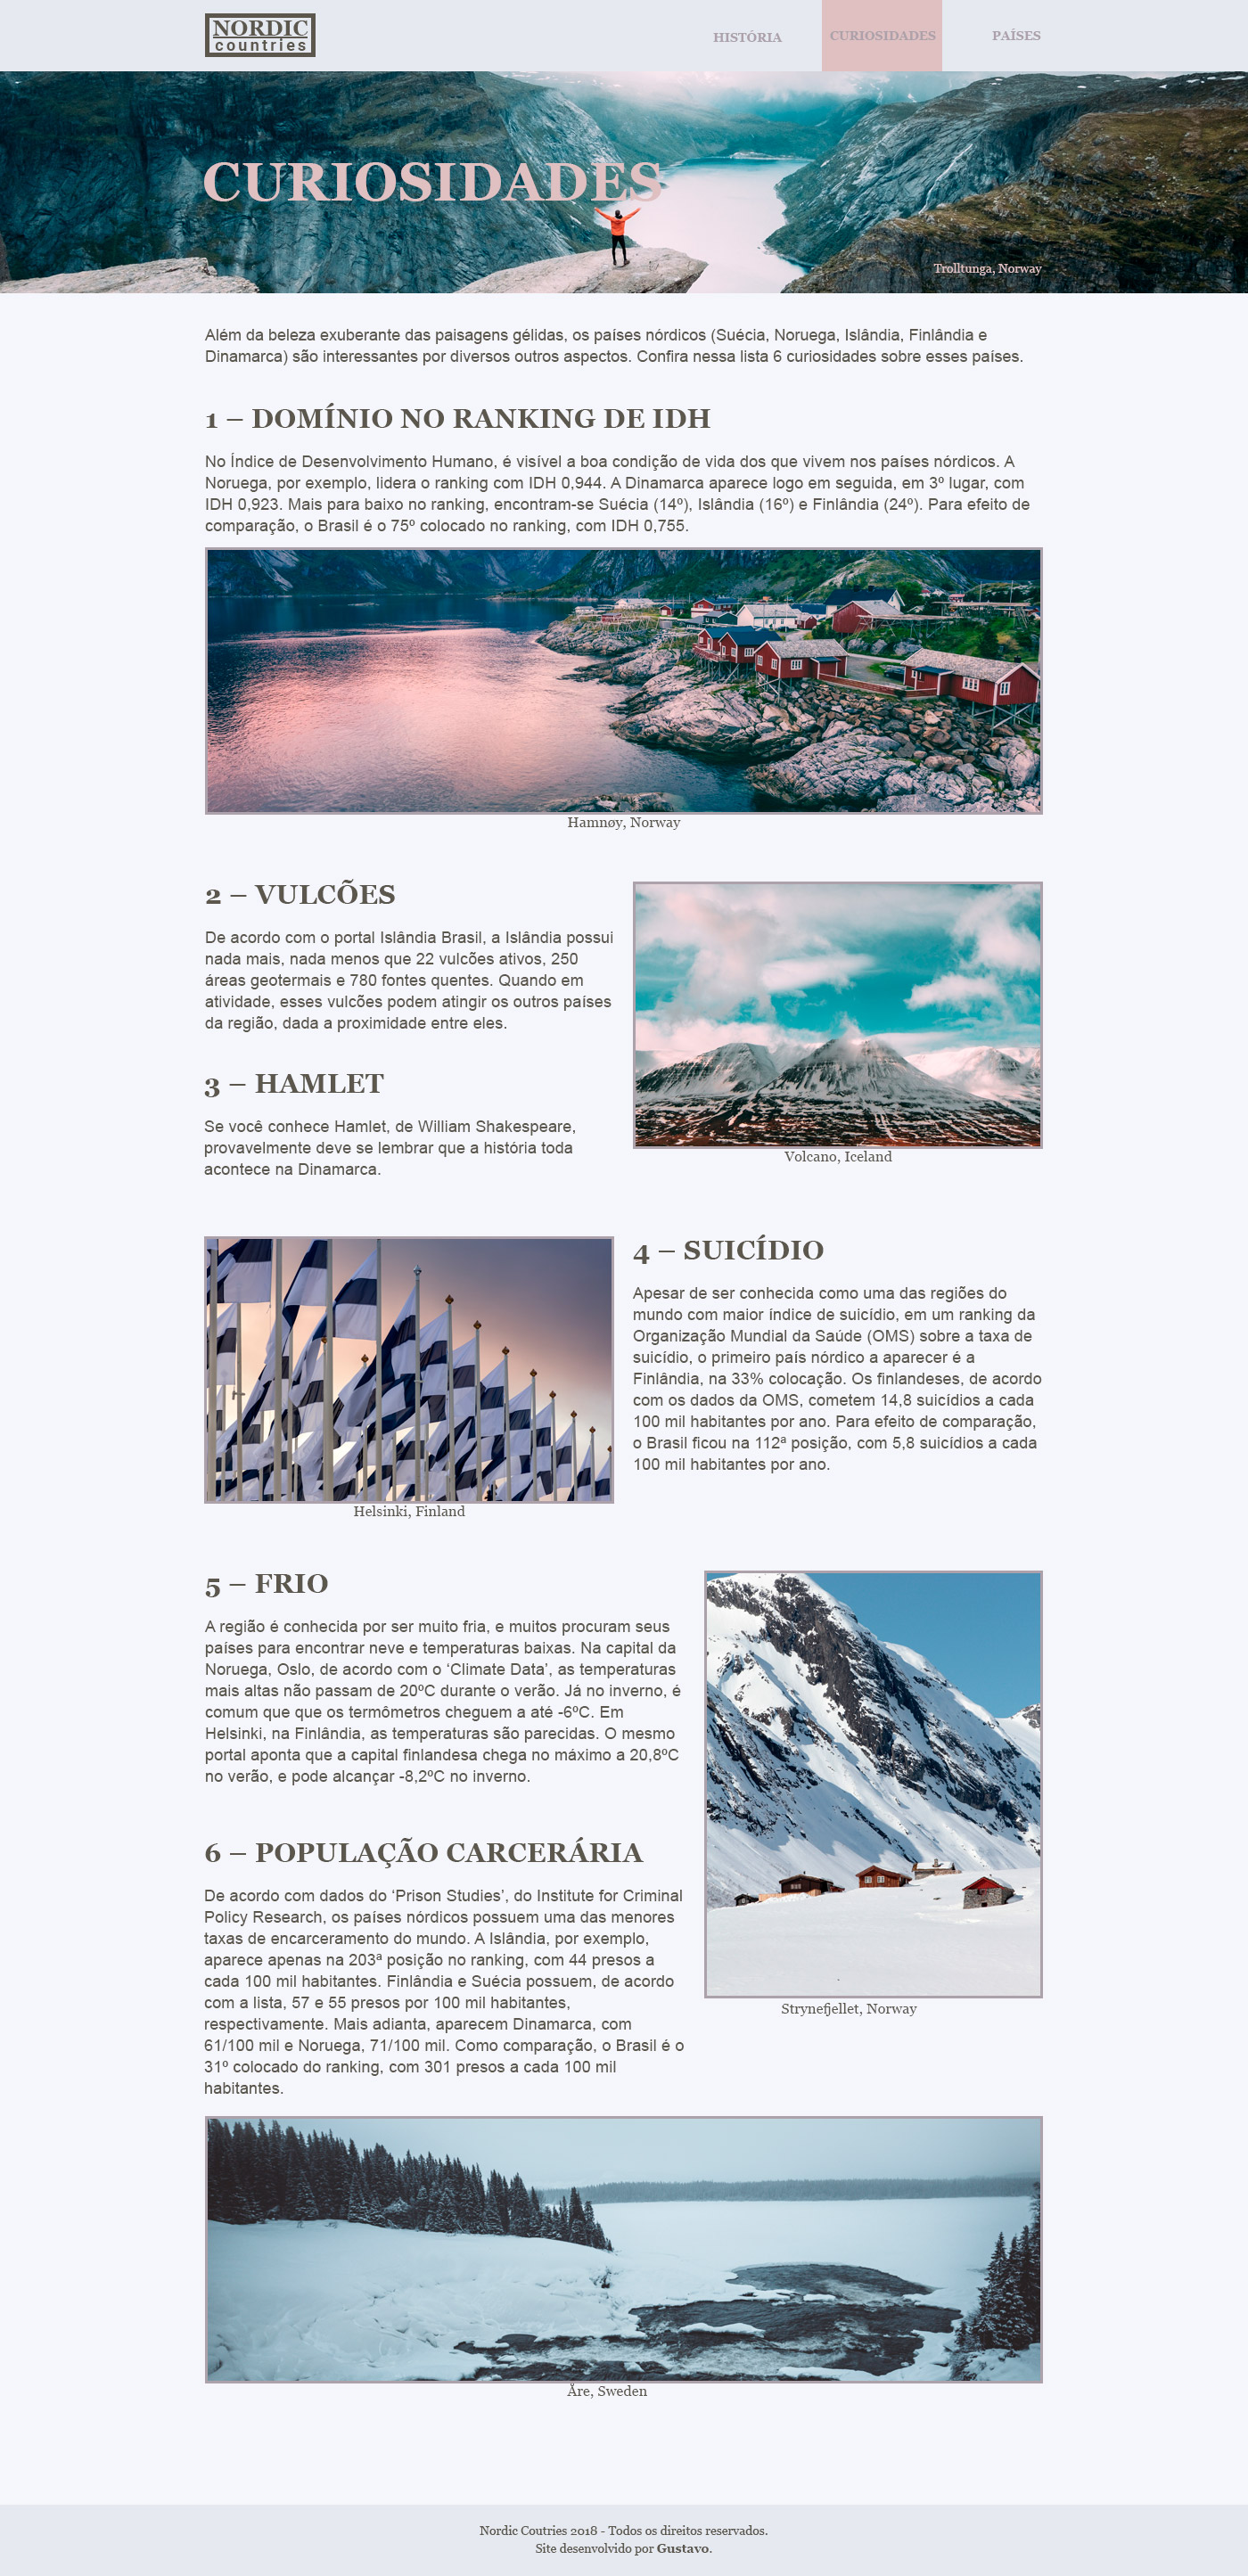 NORDIC
countries
HISTÓRIA
CURIOSIDADES
PAÍSES
CURIOSIDADES
Trolltunga, Norway
Além da beleza exuberante das paisagens gélidas, os países nórdicos (Suécia, Noruega, Islândia, Finlândia e
Dinamarca) são interessantes por diversos outros aspectos. Confira nessa lista 6 curiosidades sobre esses países.
1 – DOMÍNIO NO RANKING DE IDH
No Índice de Desenvolvimento Humano, é visível a boa condição de vida dos que vivem nos países nórdicos. A
Noruega, por exemplo, lidera o ranking com IDH 0,944. A Dinamarca aparece logo em seguida, em 3º lugar, com
IDH 0,923. Mais para baixo no ranking, encontram-se Suécia (14º), Islândia (16º) e Finlândia (24º). Para efeito de
comparação, o Brasil é o 75º colocado no ranking, com IDH 0,755.
Hamnøy, Norway
2 – VULCÕES
De acordo com o portal Islândia Brasil, a Islândia possui
nada mais, nada menos que 22 vulcões ativos, 250
áreas geotermais e 780 fontes quentes. Quando em
atividade, esses vulcões podem atingir os outros países
da região, dada a proximidade entre eles.
3 – HAMLET
Se você conhece Hamlet, de William Shakespeare,
provavelmente deve se lembrar que a história toda
acontece na Dinamarca.
Volcano, Iceland
4 – SUICÍDIO
Apesar de ser conhecida como uma das regiões do
mundo com maior índice de suicídio, em um ranking da
Organização Mundial da Saúde (OMS) sobre a taxa de
suicídio, o primeiro país nórdico a aparecer é a
Finlândia, na 33% colocação. Os finlandeses, de acordo
com os dados da OMS, cometem 14,8 suicídios a cada
100 mil habitantes por ano. Para efeito de comparação,
o Brasil ficou na 112ª posição, com 5,8 suicídios a cada
100 mil habitantes por ano.
Helsinki, Finland
5 – FRIO
A região é conhecida por ser muito fria, e muitos procuram seus
países para encontrar neve e temperaturas baixas. Na capital da
Noruega, Oslo, de acordo com o ‘Climate Data’, as temperaturas
mais altas não passam de 20ºC durante o verão. Já no inverno, é
comum que que os termômetros cheguem a até -6ºC. Em
Helsinki, na Finlândia, as temperaturas são parecidas. O mesmo
portal aponta que a capital finlandesa chega no máximo a 20,8ºC
no verão, e pode alcançar -8,2ºC no inverno.
6 – POPULAÇÃO CARCERÁRIA
De acordo com dados do ‘Prison Studies’, do Institute for Criminal
Policy Research, os países nórdicos possuem uma das menores
taxas de encarceramento do mundo. A Islândia, por exemplo,
aparece apenas na 203ª posição no ranking, com 44 presos a
cada 100 mil habitantes. Finlândia e Suécia possuem, de acordo
com a lista, 57 e 55 presos por 100 mil habitantes,
respectivamente. Mais adianta, aparecem Dinamarca, com
61/100 mil e Noruega, 71/100 mil. Como comparação, o Brasil é o
31º colocado do ranking, com 301 presos a cada 100 mil
habitantes.
Strynefjellet, Norway
Åre, Sweden
Nordic Coutries 2018 - Todos os direitos reservados.
Site desenvolvido por Gustavo.